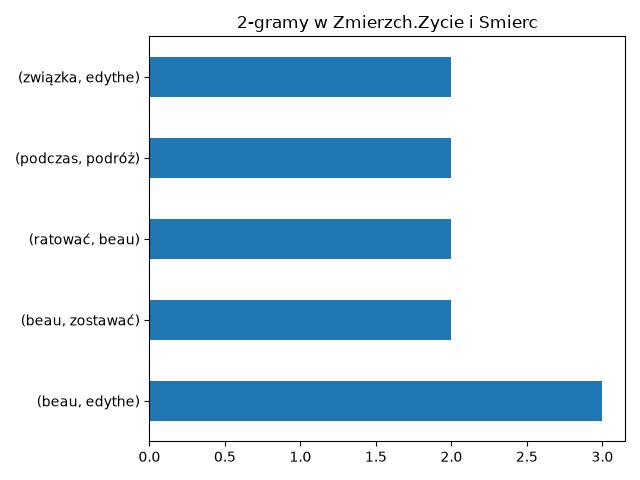 2-gramy w Zmierzch.Zycie i Smierc
(związka, edythe)
(podczas, podróż)
(ratować, beau)
(beau, zostawać)
(beau, edythe)
0.0 0.5 1.0 1.5 2.0 2.5 3.0